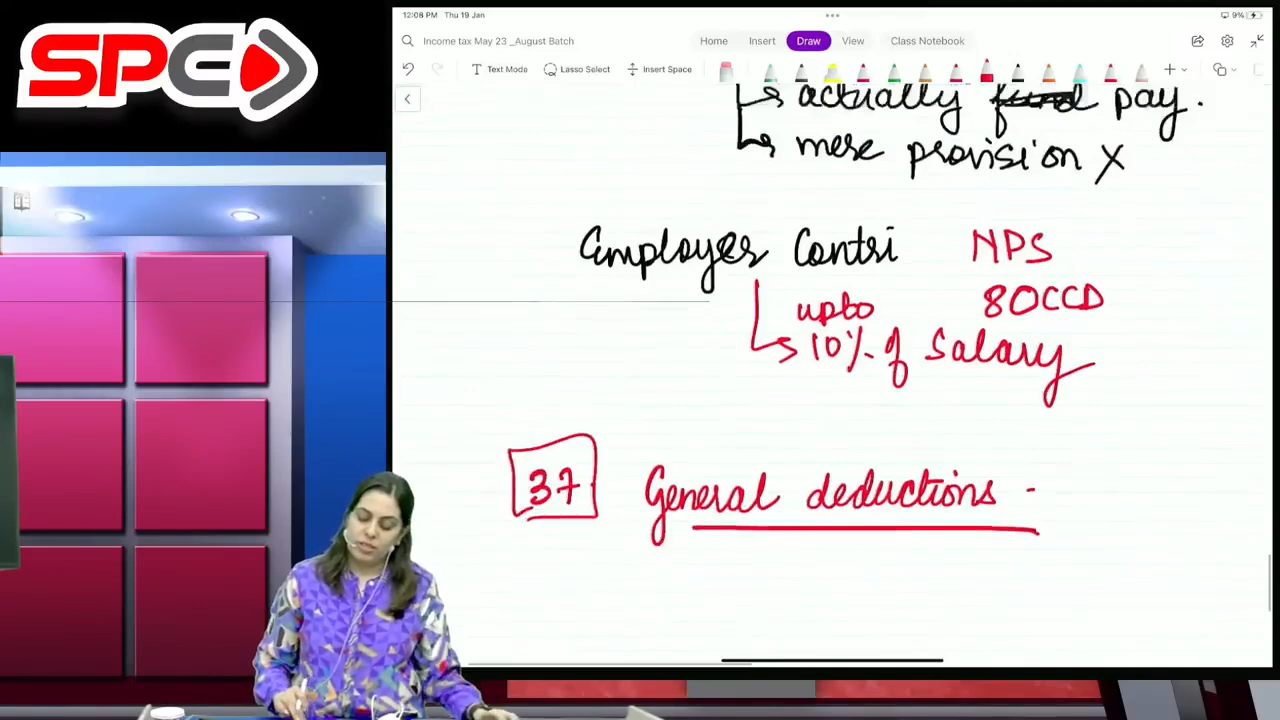 SPC
12:08 PM Thu 19 Jan
9%
Income tax May 23 _August Batch
Home Insert Draw View Class Notebook
Text Mode Lasso Select Insert Space
actually pay.
mere provision X
Employer Contri NPS
upto 80CCD
10% of Salary
37 General deductions -